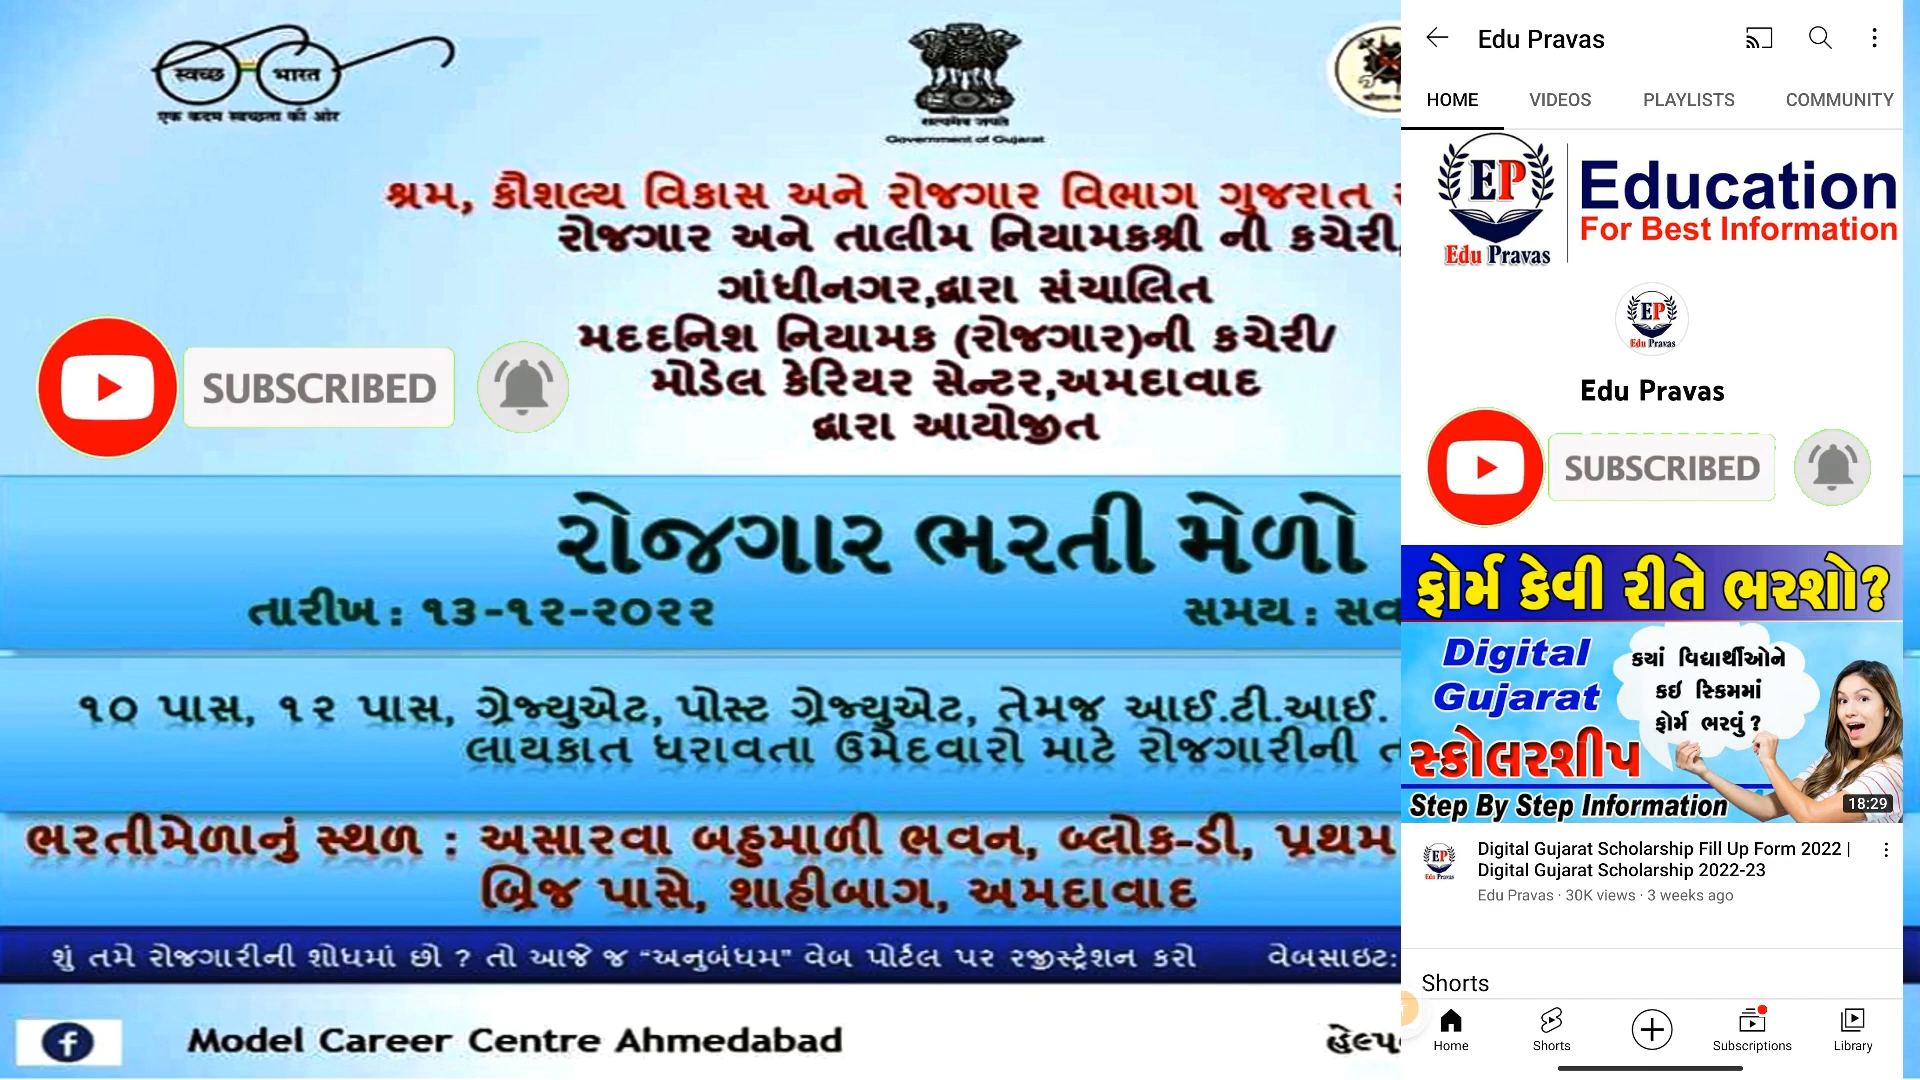 स्वच्छ भारत
एक कदम स्वच्छता की ओर
सत्यमेव जयते
Government of Gujarat
શ્રમ, કૌશલ્ય વિકાસ અને રોજગાર વિભાગ ગુજરાત
રોજગાર અને તાલીમ નિયામકશ્રી ની કચેરી,
ગાંધીનગર,દ્વારા સંચાલિત
મદદનિશ નિયામક (રોજગાર)ની કચેરી/
મોડેલ કેરિયર સેન્ટર,અમદાવાદ
દ્વારા આયોજીત
SUBSCRIBED
રોજગાર ભરતી મેળો
તારીખ : ૧૩-૧૨-૨૦૨૨
સમય :
૧૦ પાસ, ૧૨ પાસ, ગ્રેજ્યુએટ, પોસ્ટ ગ્રેજ્યુએટ, તેમજ આઈ.ટી.આઈ.
લાયકાત ધરાવતા ઉમેદવારો માટે રોજગારીની
ભરતીમેળાનું સ્થળ : અસારવા બહુમાળી ભવન, બ્લોક-ડી, પ્રથમ
બ્રિજ પાસે, શાહીબાગ, અમદાવાદ
શું તમે રોજગારીની શોધમાં છો ? તો આજે જ “અનુબંધમ" વેબ પોર્ટલ પર રજીસ્ટ્રેશન કરો વેબસાઇટ:
Model Career Centre Ahmedabad
Edu Pravas
HOME VIDEOS PLAYLISTS COMMUNITY
EP
Edu Pravas
Education
For Best Information
EP
Edu Pravas
Edu Pravas
SUBSCRIBED
ફોર્મ કેવી રીતે ભરશો?
Digital
Gujarat
સ્કોલરશીપ
કયાં વિદ્યાર્થીઓને
કઇ સ્કિમમાં
ફોર્મ ભરવું ?
Step By Step Information
18:29
EP
Edu Pravas
Digital Gujarat Scholarship Fill Up Form 2022 |
Digital Gujarat Scholarship 2022-23
Edu Pravas · 30K views · 3 weeks ago
Shorts
Home Shorts Subscriptions Library